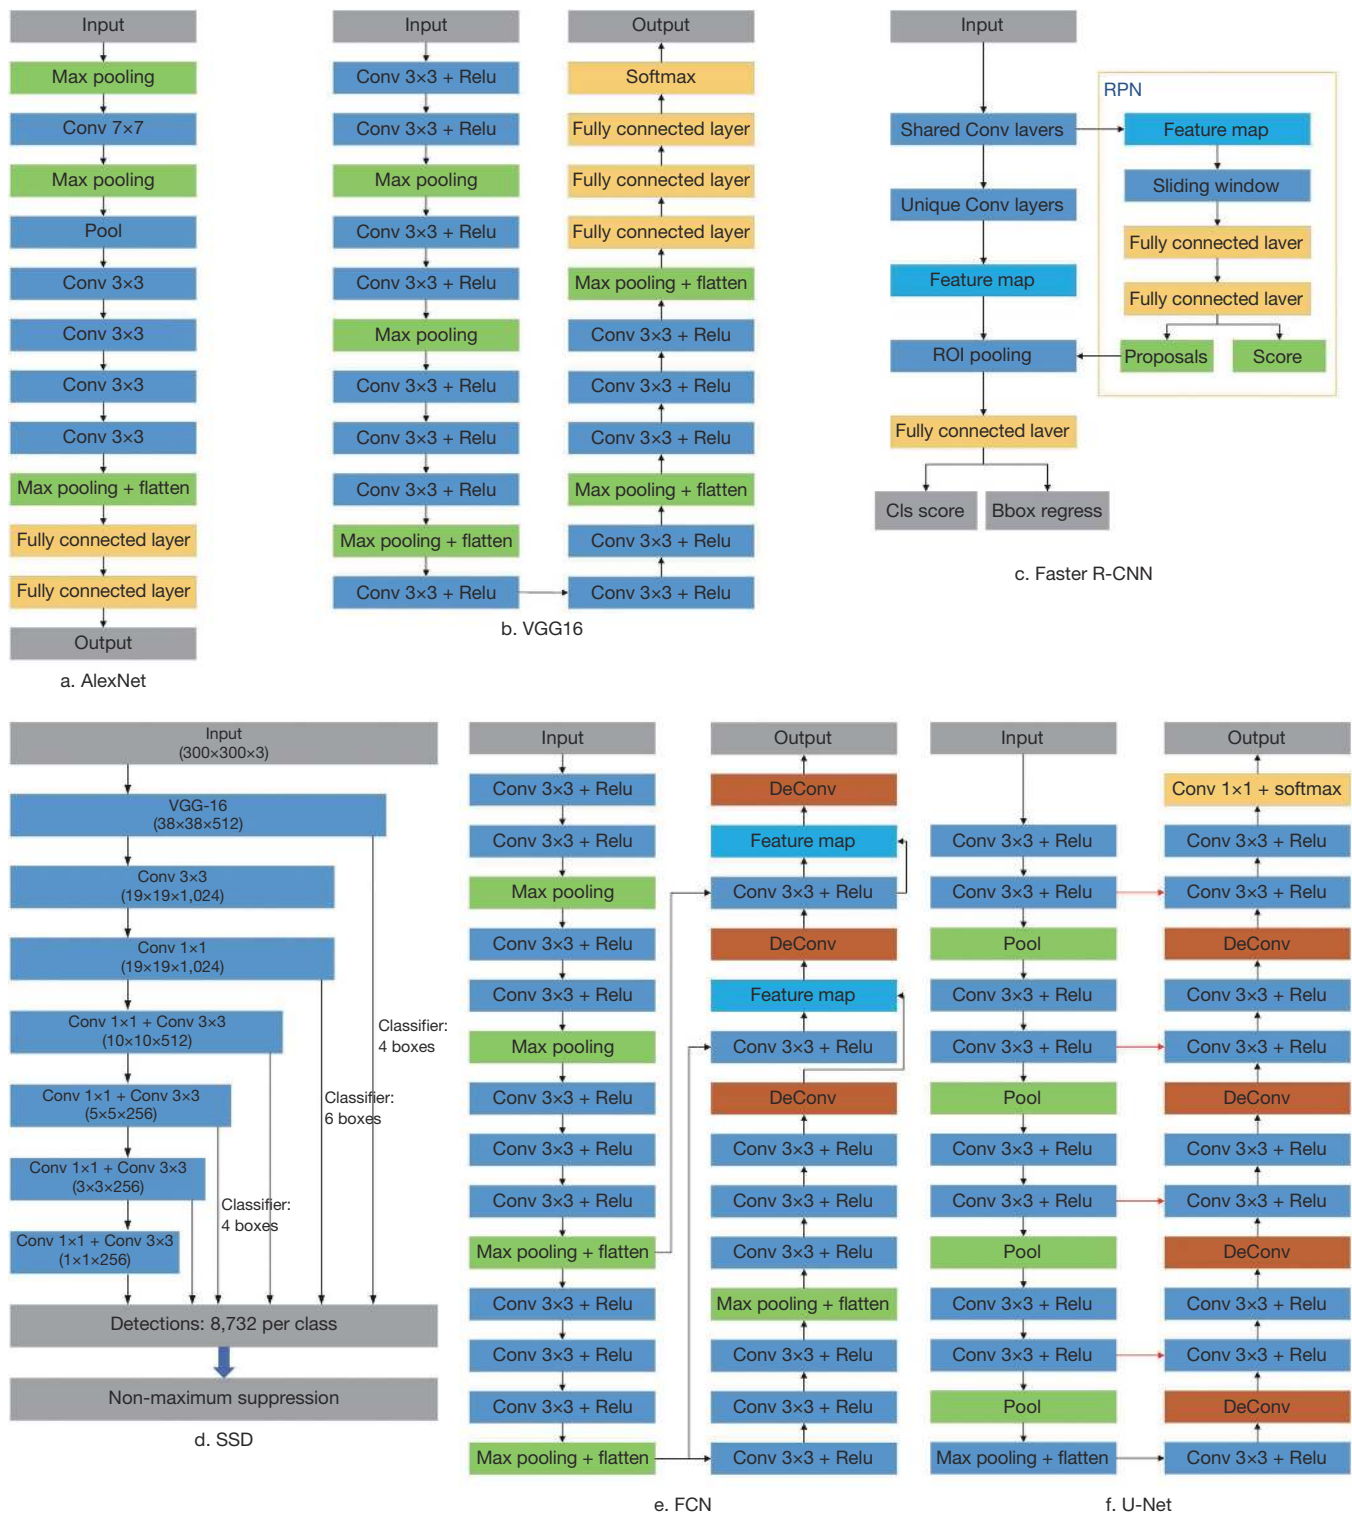 Input
Max pooling
Conv 7×7
Max pooling
Pool
Conv 3×3
Conv 3×3
Conv 3×3
Conv 3×3
Max pooling + flatten
Fully connected layer
Fully connected layer
Output
a. AlexNet
Input
Conv 3×3 + Relu
Conv 3×3 + Relu
Max pooling
Conv 3×3 + Relu
Conv 3×3 + Relu
Max pooling
Conv 3×3 + Relu
Conv 3×3 + Relu
Conv 3×3 + Relu
Max pooling + flatten
Conv 3×3 + Relu
Output
Softmax
Fully connected layer
Fully connected layer
Fully connected layer
Max pooling + flatten
Conv 3×3 + Relu
Conv 3×3 + Relu
Conv 3×3 + Relu
Max pooling + flatten
Conv 3×3 + Relu
Conv 3×3 + Relu
b. VGG16
Input
Shared Conv lavers
Unique Conv layers
Feature map
ROI pooling
Fully connected laver
Cls score
Bbox regress
RPN
Feature map
Sliding window
Fully connected laver
Fully connected laver
Proposals
Score
c. Faster R-CNN
Input
(300×300×3)
VGG-16
(38×38×512)
Conv 3×3
(19×19×1,024)
Conv 1×1
(19×19×1,024)
Conv 1×1 + Conv 3×3
(10×10×512)
Conv 1×1 + Conv 3×3
(5×5×256)
Conv 1×1 + Conv 3×3
(3×3×256)
Conv 1×1 + Conv 3×3
(1×1×256)
Classifier:
4 boxes
Classifier:
6 boxes
Classifier:
4 boxes
Detections: 8,732 per class
Non-maximum suppression
d. SSD
Input
Conv 3×3 + Relu
Conv 3×3 + Relu
Max pooling
Conv 3×3 + Relu
Conv 3×3 + Relu
Max pooling
Conv 3×3 + Relu
Conv 3×3 + Relu
Conv 3×3 + Relu
Max pooling + flatten
Conv 3×3 + Relu
Conv 3×3 + Relu
Conv 3×3 + Relu
Max pooling + flatten
Output
DeConv
Feature map
Conv 3×3 + Relu
DeConv
Feature map
Conv 3×3 + Relu
DeConv
Conv 3×3 + Relu
Conv 3×3 + Relu
Conv 3×3 + Relu
Max pooling + flatten
Conv 3×3 + Relu
Conv 3×3 + Relu
Conv 3×3 + Relu
e. FCN
Input
Conv 3×3 + Relu
Conv 3×3 + Relu
Pool
Conv 3×3 + Relu
Conv 3×3 + Relu
Pool
Conv 3×3 + Relu
Conv 3×3 + Relu
Pool
Conv 3×3 + Relu
Conv 3×3 + Relu
Pool
Max pooling + flatten
Output
Conv 1×1 + softmax
Conv 3×3 + Relu
Conv 3×3 + Relu
DeConv
Conv 3×3 + Relu
Conv 3×3 + Relu
DeConv
Conv 3×3 + Relu
Conv 3×3 + Relu
DeConv
Conv 3×3 + Relu
Conv 3×3 + Relu
DeConv
Conv 3×3 + Relu
f. U-Net